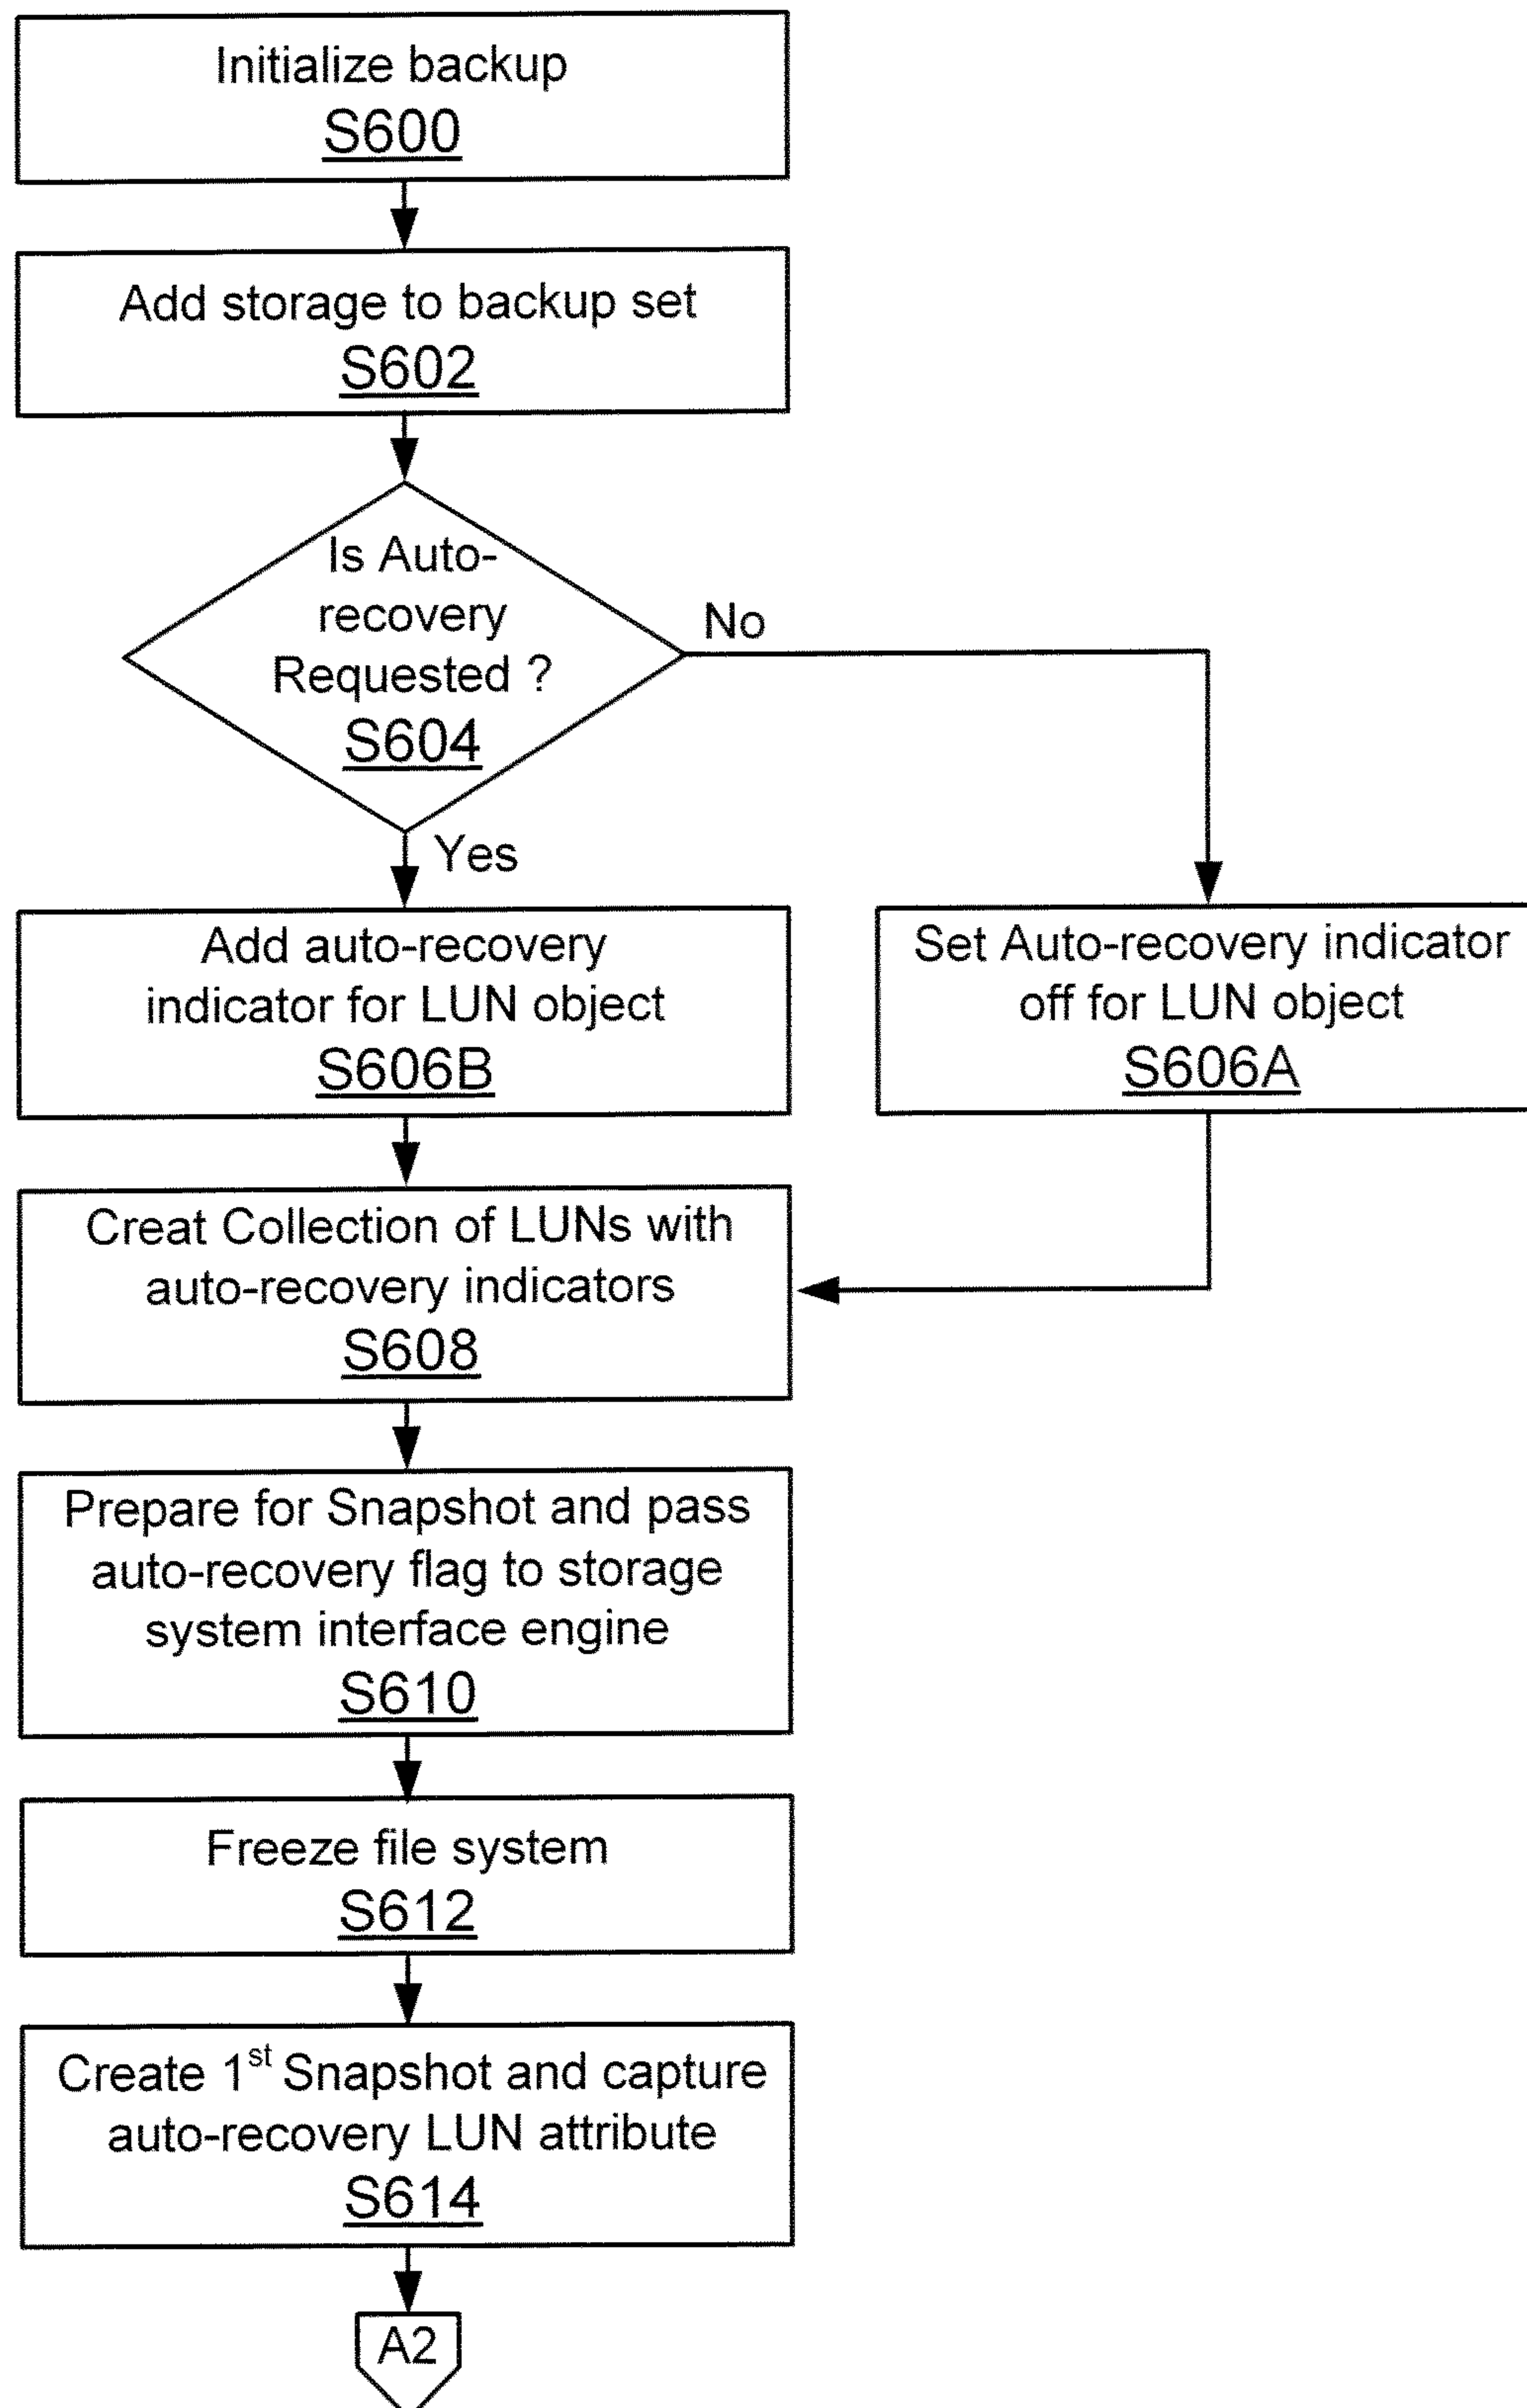 Initialize backup
S600
Add storage to backup set
S602
Is Auto-
recovery
Requested ?
S604
No
Yes
Add auto-recovery
indicator for LUN object
S606B
Set Auto-recovery indicator
off for LUN object
S606A
Creat Collection of LUNs with
auto-recovery indicators
S608
Prepare for Snapshot and pass
auto-recovery flag to storage
system interface engine
S610
Freeze file system
S612
Create 1st Snapshot and capture
auto-recovery LUN attribute
S614
A2